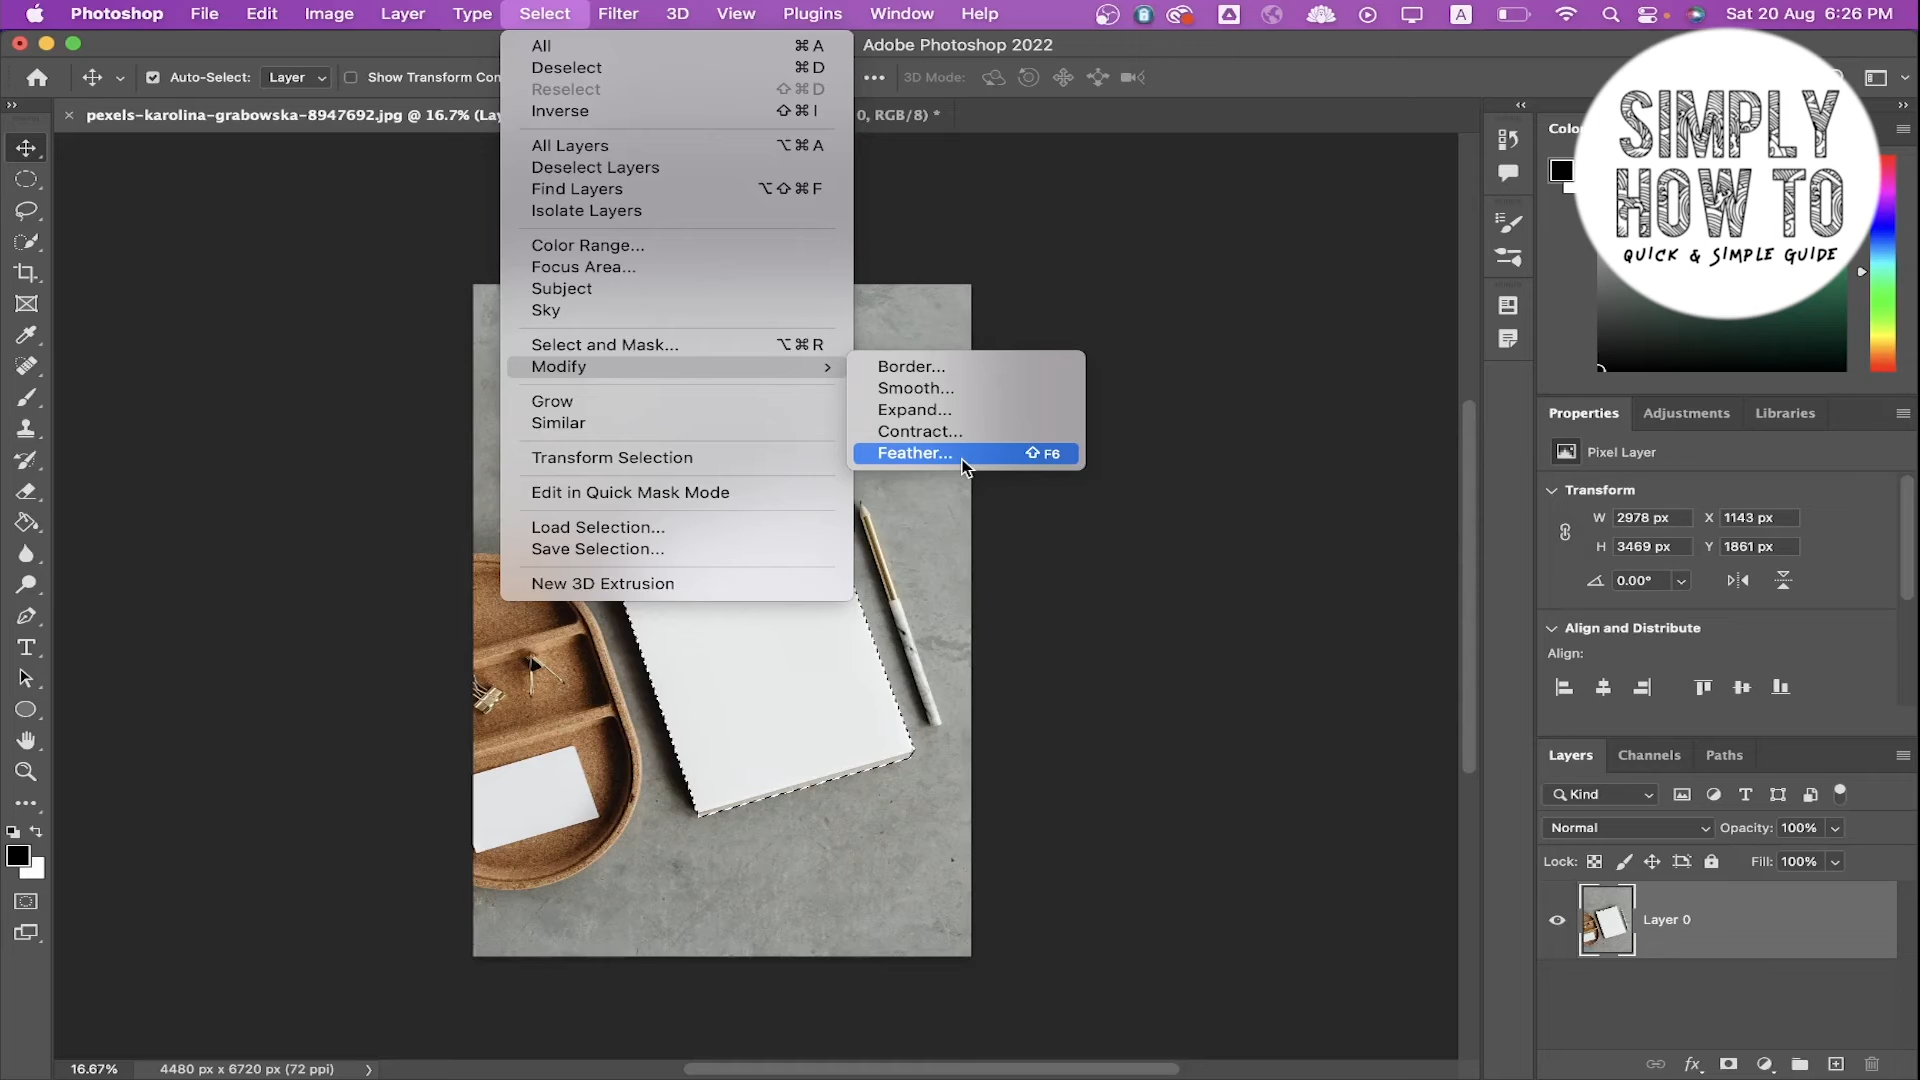 Photoshop File Edit Image Layer Type Select Filter 3D View Plugins Window Help A Sat 20 Aug 6:26 PM
Adobe Photoshop 2022
Auto-Select: Layer Show Transform Con 3D Mode:
pexels-karolina-grabowska-8947692.jpg @ 16.7% (Lay 0, RGB/8) *
All ⌘ A
Deselect ⌘ D
Reselect ⇧ ⌘ D
Inverse ⇧ ⌘ I
All Layers ⌥ ⌘ A
Deselect Layers
Find Layers ⌥ ⇧ ⌘ F
Isolate Layers
Color Range...
Focus Area...
Subject
Sky
Select and Mask... ⌥ ⌘ R
Modify >
Grow
Similar
Transform Selection
Edit in Quick Mask Mode
Load Selection...
Save Selection...
New 3D Extrusion
Border...
Smooth...
Expand...
Contract...
Feather... ⇧ F6
SIMPLY
HOW TO
QUICK & SIMPLE GUIDE
Colo
Properties Adjustments Libraries
Pixel Layer
Transform
W 2978 px X 1143 px
H 3469 px Y 1861 px
0.00°
Align and Distribute
Align:
Layers Channels Paths
Kind
Normal Opacity: 100%
Lock: Fill: 100%
Layer 0
fx
16.67% 4480 px x 6720 px (72 ppi) >